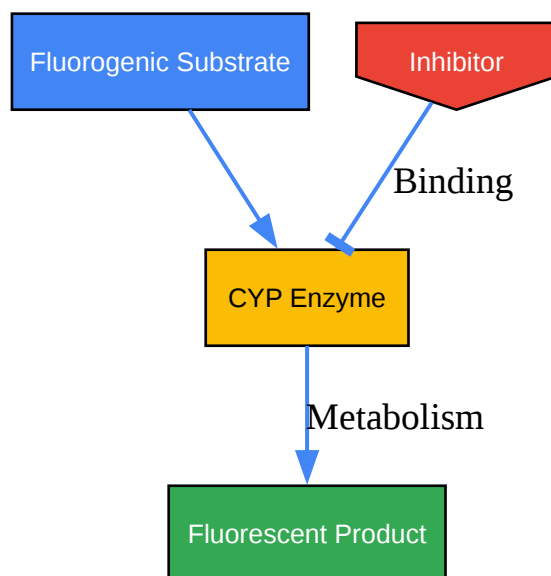 Fluorogenic Substrate
Inhibitor
Binding
CYP Enzyme
Metabolism
Fluorescent Product